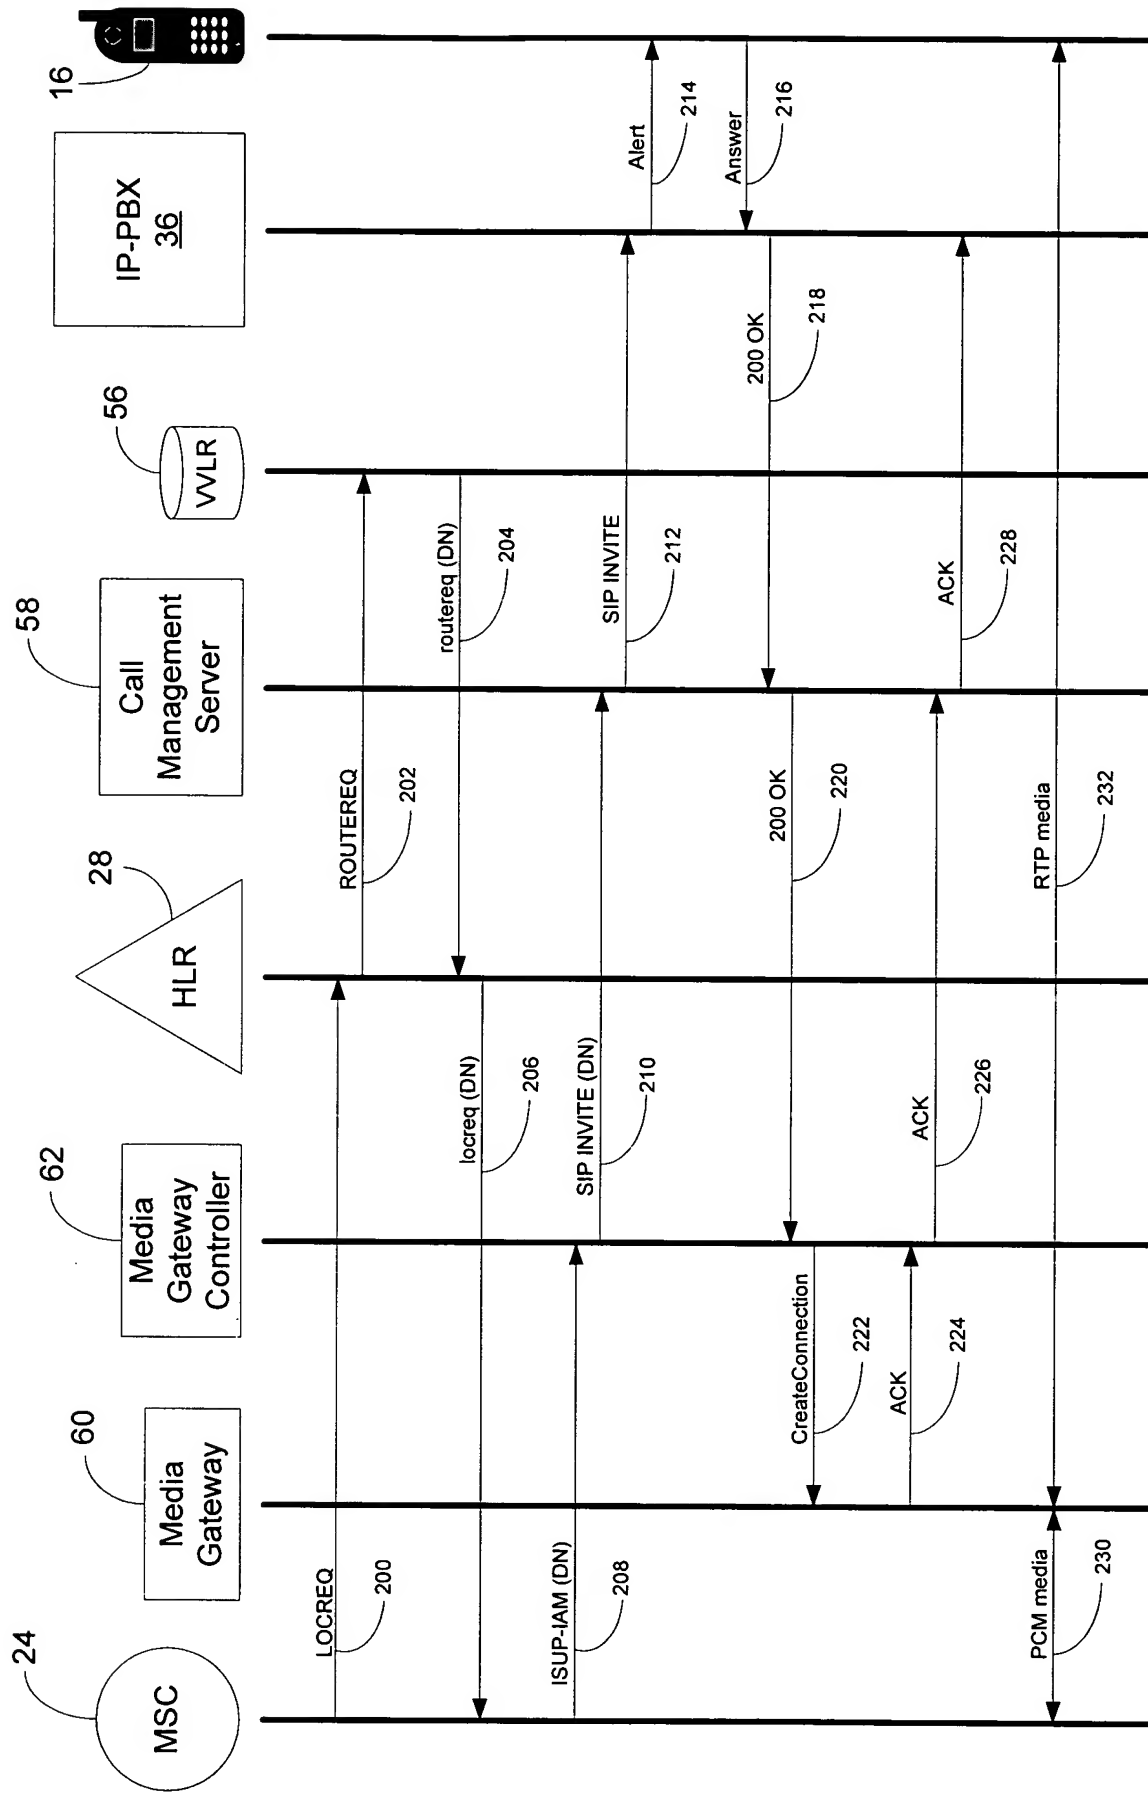 24
MSC
60
Media
Gateway
62
Media
Gateway
Controller
28
HLR
58
Call
Management
Server
56
VVLR
IP-PBX
36
16
LOCREQ
200
ROUTEREQ
202
routereq (DN)
204
locreq (DN)
206
ISUP-IAM (DN)
208
SIP INVITE (DN)
210
SIP INVITE
212
Alert
214
Answer
216
200 OK
218
200 OK
220
CreateConnection
222
ACK
224
ACK
226
ACK
228
PCM media
230
RTP media
232